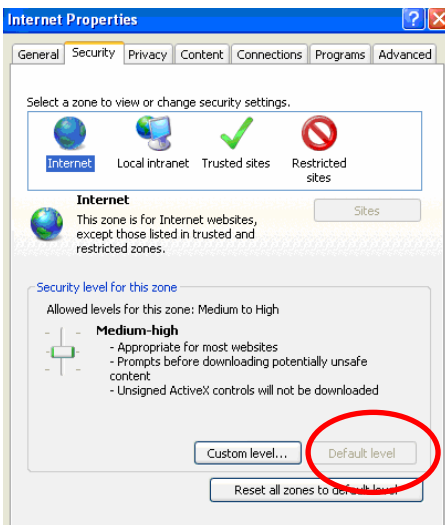 Internet Properties
General Security Privacy Content Connections Programs Advanced
Select a zone to view or change security settings.
Internet Local intranet Trusted sites Restricted
sites
Internet
Sites
This zone is for Internet websites,
except those listed in trusted and
restricted zones.
Security level for this zone
Allowed levels for this zone: Medium to High
Medium-high
- Appropriate for most websites
- Prompts before downloading potentially unsafe
content
- Unsigned ActiveX controls will not be downloaded
Custom level... Default level
Reset all zones to default level